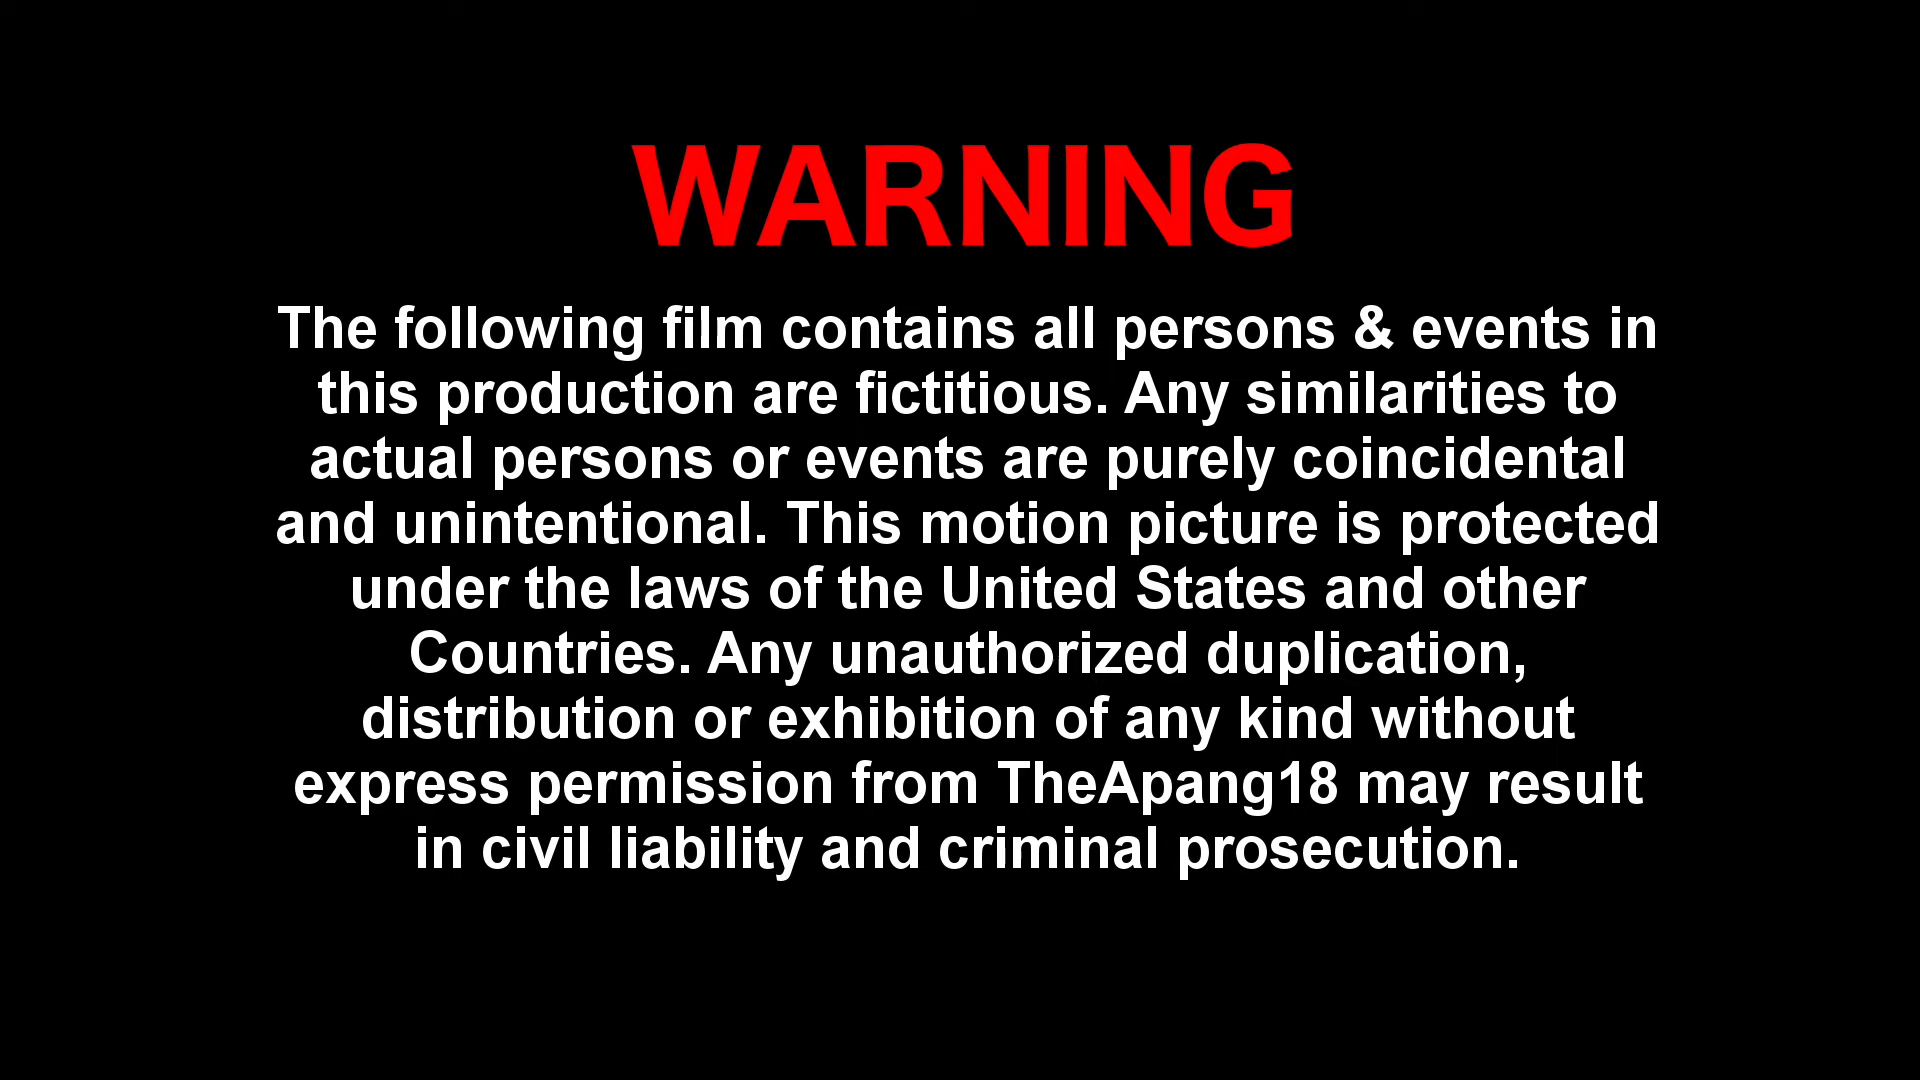 WARNING
The following film contains all persons & events in
this production are fictitious. Any similarities to
actual persons or events are purely coincidental
and unintentional. This motion picture is protected
under the laws of the United States and other
Countries. Any unauthorized duplication,
distribution or exhibition of any kind without
express permission from TheApang18 may result
in civil liability and criminal prosecution.